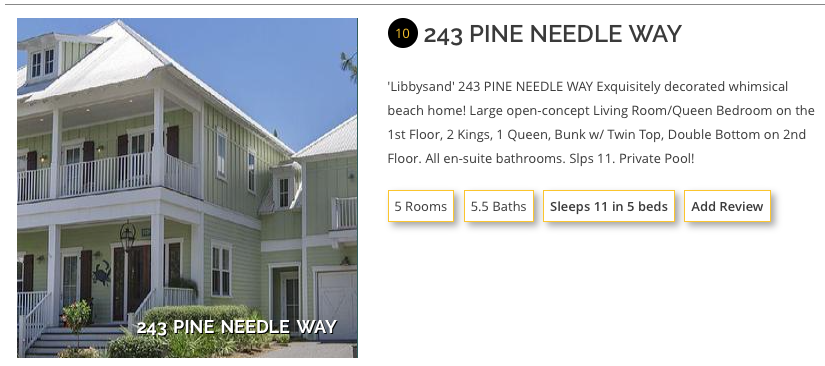 10 243 PINE NEEDLE WAY
'Libbysand' 243 PINE NEEDLE WAY Exquisitely decorated whimsical
beach home! Large open-concept Living Room/Queen Bedroom on the
1st Floor, 2 Kings, 1 Queen, Bunk w/ Twin Top, Double Bottom on 2nd
Floor. All en-suite bathrooms. Slps 11. Private Pool!
5 Rooms 5.5 Baths Sleeps 11 in 5 beds Add Review
243 PINE NEEDLE WAY